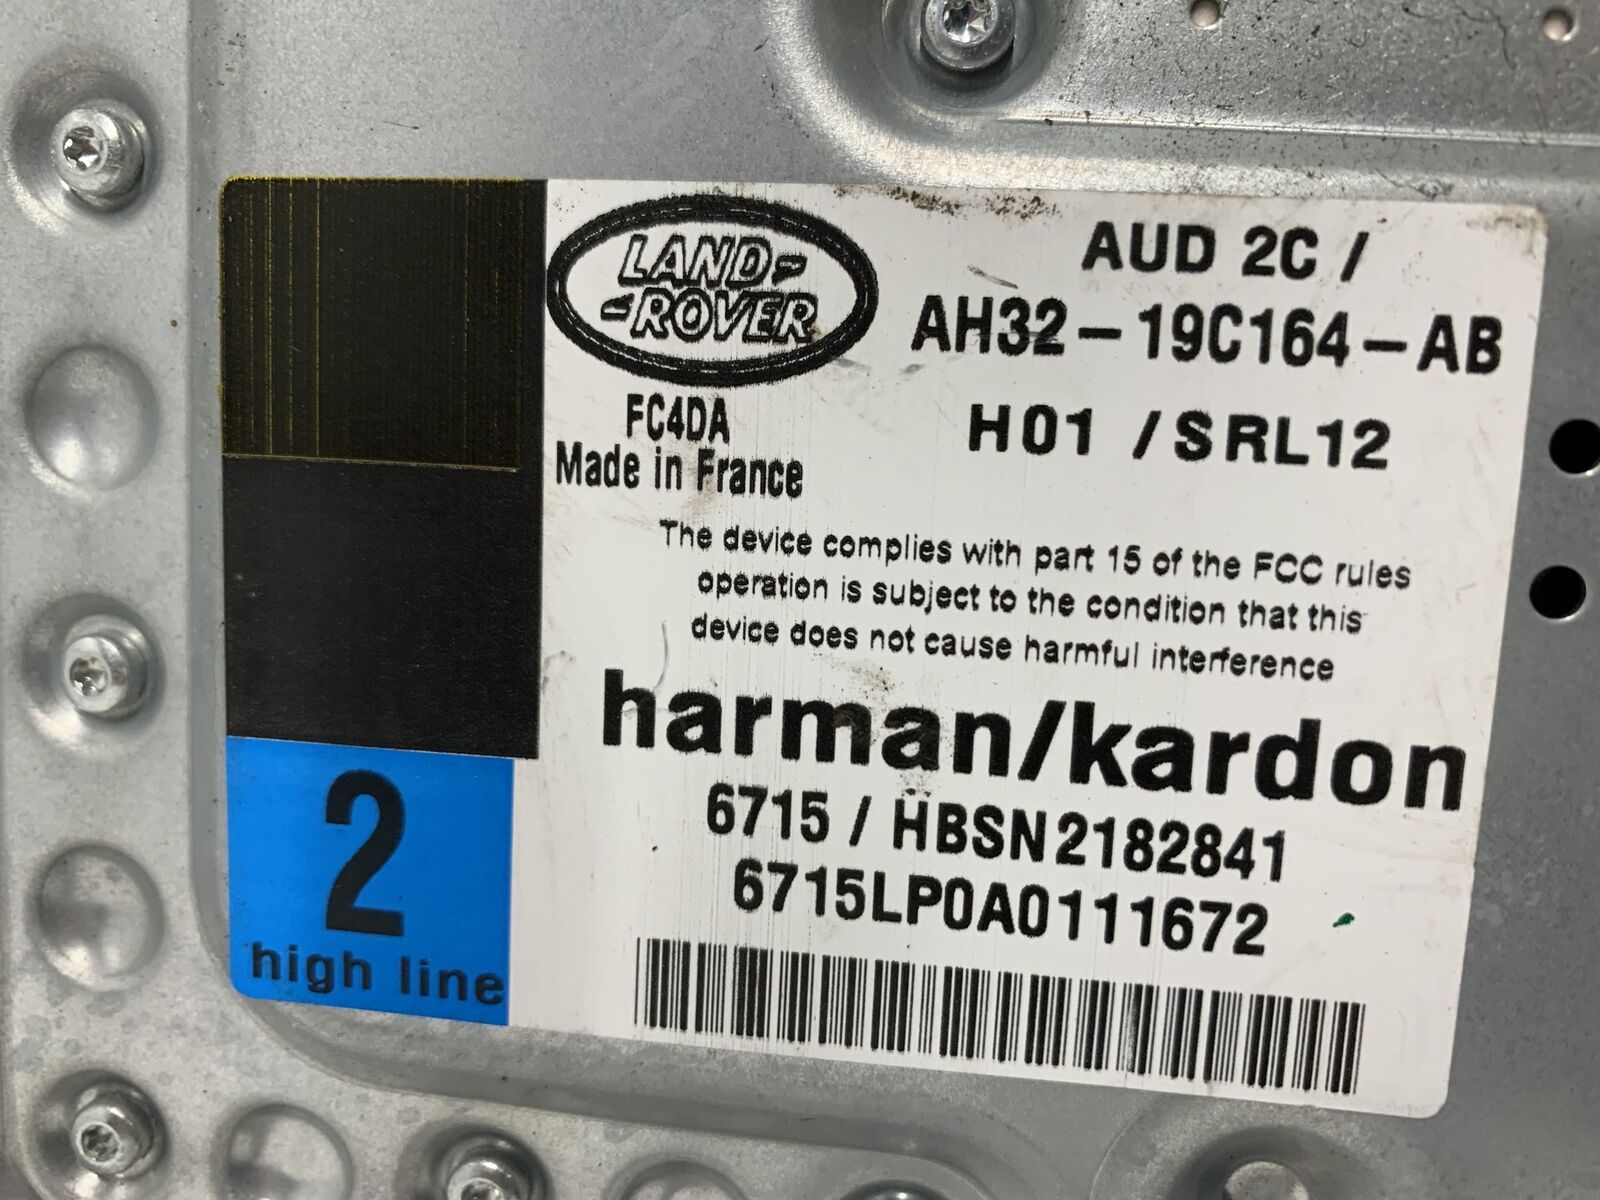 LAND-
-ROVER
FC4DA
Made in France
AUD 2C /
AH32-19C164-AB
H01 /SRL12
The device complies with part 15 of the FCC rules
operation is subject to the condition that this
device does not cause harmful interference
harman/kardon
6715 / HBSN2182841
6715LP0A0111672
2
high line